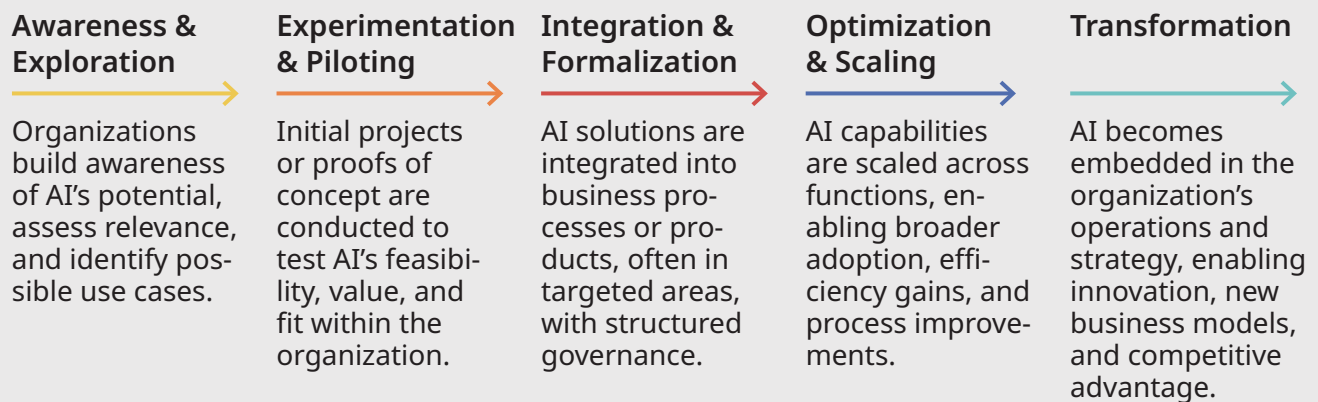 Awareness &
Exploration
Organizations
build awareness
of AI’s potential,
assess relevance,
and identify pos-
sible use cases.
Experimentation
& Piloting
Initial projects
or proofs of
concept are
conducted to
test AI’s feasibi-
lity, value, and
fit within the
organization.
Integration &
Formalization
AI solutions are
integrated into
business pro-
cesses or pro-
ducts, often in
targeted areas,
with structured
governance.
Optimization
& Scaling
AI capabilities
are scaled across
functions, en-
abling broader
adoption, effi-
ciency gains, and
process improve-
ments.
Transformation
AI becomes
embedded in the
organization’s
operations and
strategy, enabling
innovation, new
business models,
and competitive
advantage.